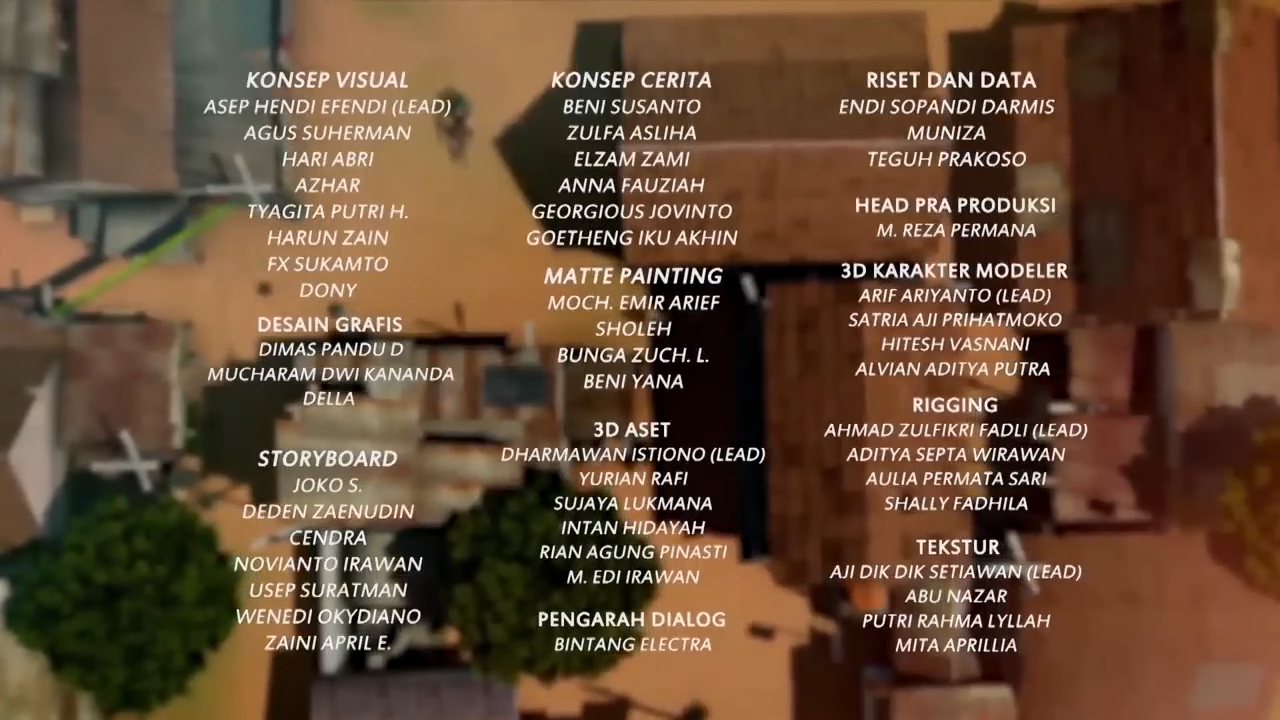 KONSEP VISUAL
ASEP HENDI EFENDI (LEAD)
AGUS SUHERMAN
HARI ABRI
AZHAR
TYAGITA PUTRI H.
HARUN ZAIN
FX SUKAMTO
DONY
DESAIN GRAFIS
DIMAS PANDU D
MUCHARAM DWI KANANDA
DELLA
STORYBOARD
JOKO S.
DEDEN ZAENUDIN
CENDRA
NOVIANTO IRAWAN
USEP SURATMAN
WENEDI OKYDIANO
ZAINI APRIL E.
KONSEP CERITA
BENI SUSANTO
ZULFA ASLIHA
ELZAM ZAMI
ANNA FAUZIAH
GEORGIOUS JOVINTO
GOETHENG IKU AKHIN
MATTE PAINTING
MOCH. EMIR ARIEF
SHOLEH
BUNGA ZUCH. L.
BENI YANA
3D ASET
DHARMAWAN ISTIONO (LEAD)
YURIAN RAFI
SUJAYA LUKMANA
INTAN HIDAYAH
RIAN AGUNG PINASTI
M. EDI IRAWAN
PENGARAH DIALOG
BINTANG ELECTRA
RISET DAN DATA
ENDI SOPANDI DARMIS
MUNIZA
TEGUH PRAKOSO
HEAD PRA PRODUKSI
M. REZA PERMANA
3D KARAKTER MODELER
ARIF ARIYANTO (LEAD)
SATRIA AJI PRIHATMOKO
HITESH VASNANI
ALVIAN ADITYA PUTRA
RIGGING
AHMAD ZULFIKRI FADLI (LEAD)
ADITYA SEPTA WIRAWAN
AULIA PERMATA SARI
SHALLY FADHILA
TEKSTUR
AJI DIK DIK SETIAWAN (LEAD)
ABU NAZAR
PUTRI RAHMA LYLLAH
MITA APRILLIA